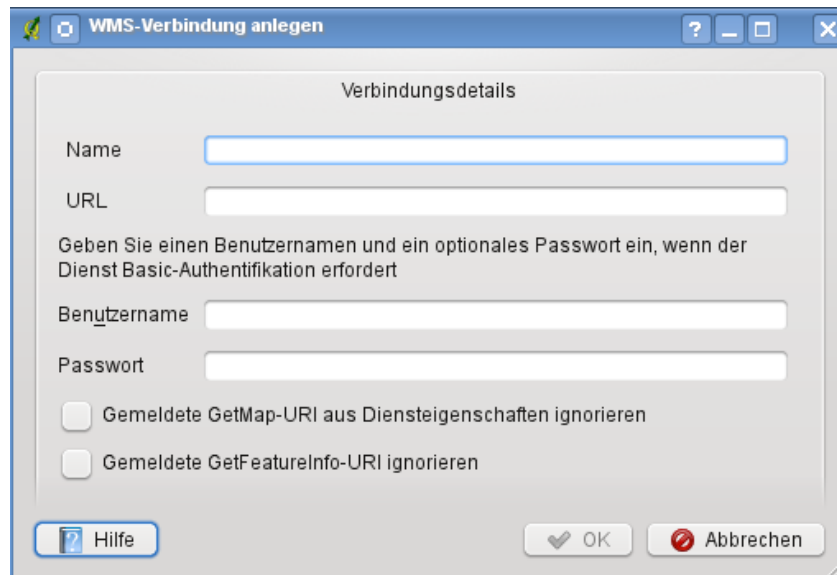 WMS-Verbindung anlegen
Verbindungsdetails
Name
URL
Geben Sie einen Benutzernamen und ein optionales Passwort ein, wenn der
Dienst Basic-Authentifikation erfordert
Benutzername
Passwort
Gemeldete GetMap-URI aus Diensteigenschaften ignorieren
Gemeldete GetFeatureInfo-URI ignorieren
Hilfe
OK
Abbrechen